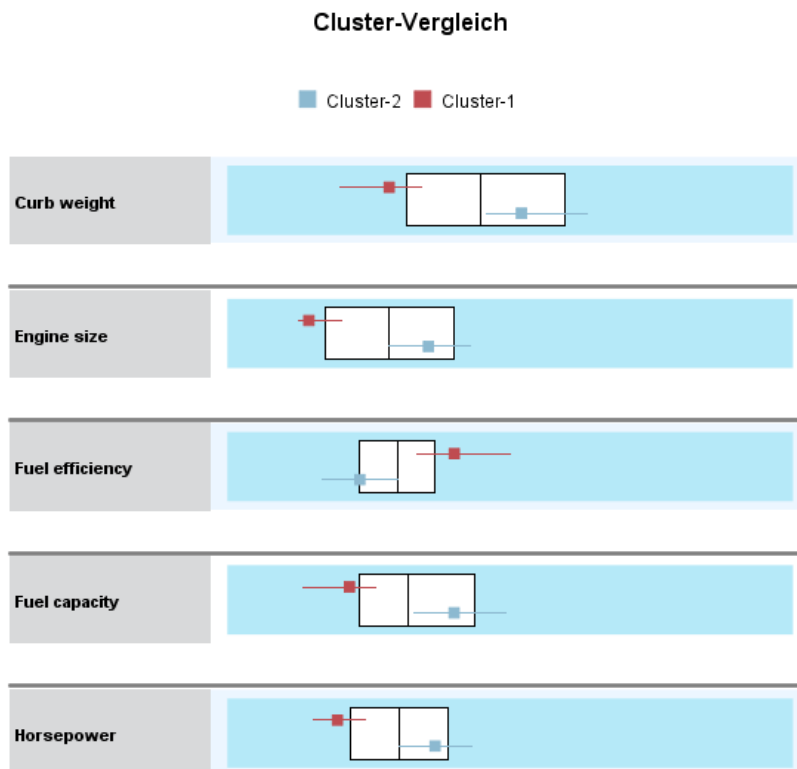 Cluster-Vergleich
Cluster-2 Cluster-1
Curb weight
Engine size
Fuel efficiency
Fuel capacity
Horsepower